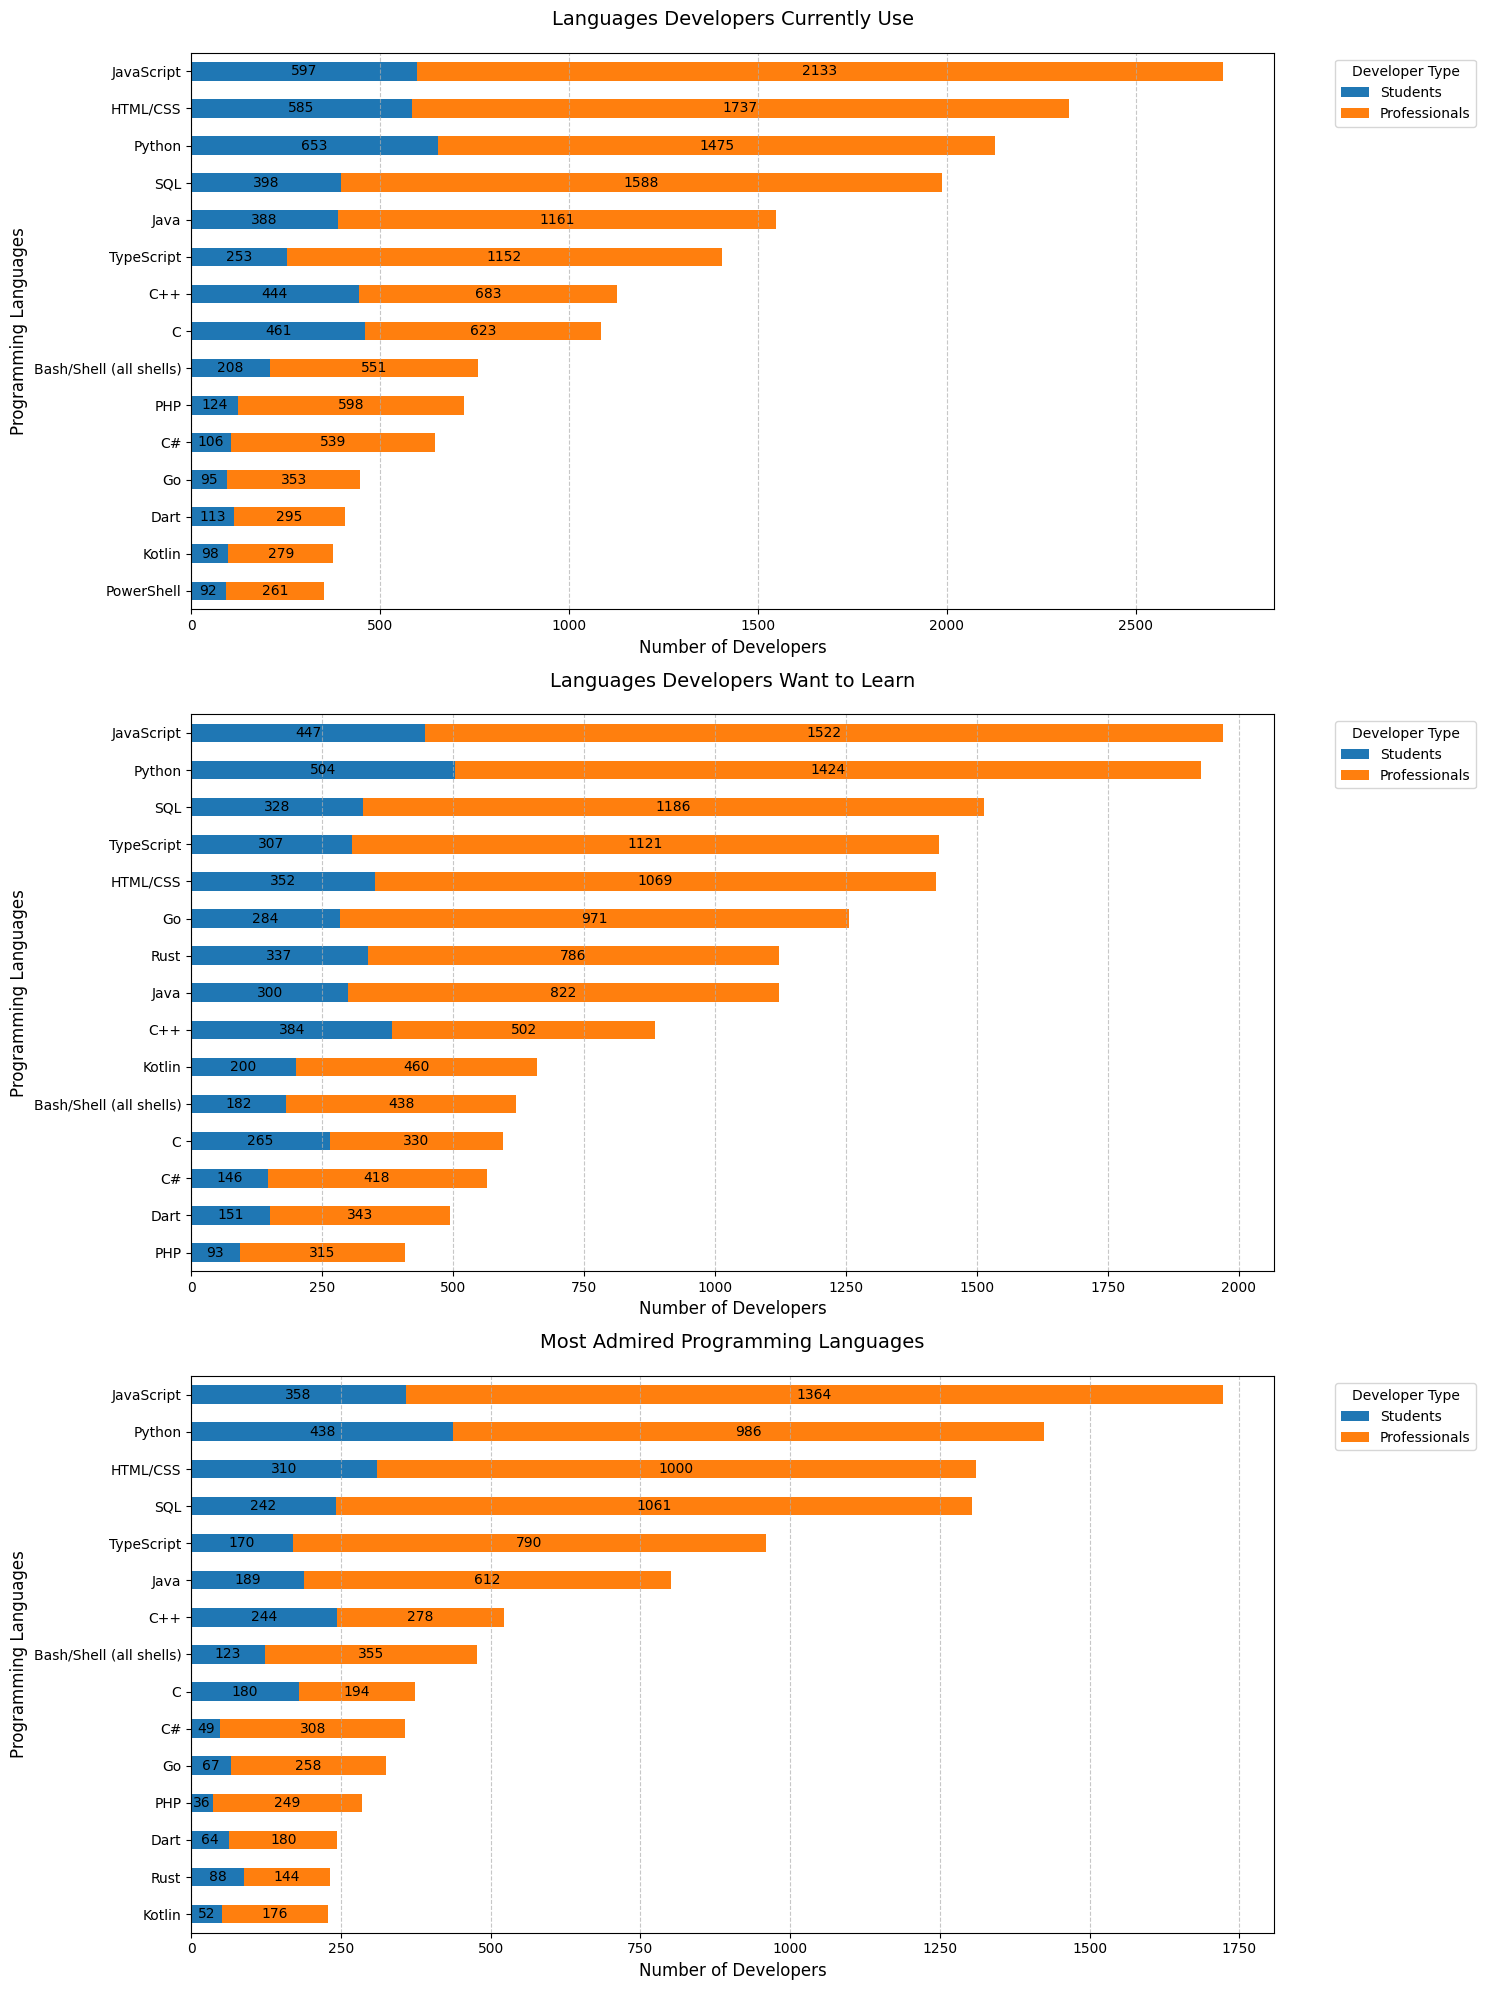 Languages Developers Currently Use
Developer Type
Students
Professionals
Programming Languages
JavaScript 597 2133
HTML/CSS 585 1737
Python 653 1475
SQL 398 1588
Java 388 1161
TypeScript 253 1152
C++ 444 683
C 461 623
Bash/Shell (all shells) 208 551
PHP 124 598
C# 106 539
Go 95 353
Dart 113 295
Kotlin 98 279
PowerShell 92 261
0 500 1000 1500 2000 2500
Number of Developers
Languages Developers Want to Learn
Developer Type
Students
Professionals
Programming Languages
JavaScript 447 1522
Python 504 1424
SQL 328 1186
TypeScript 307 1121
HTML/CSS 352 1069
Go 284 971
Rust 337 786
Java 300 822
C++ 384 502
Kotlin 200 460
Bash/Shell (all shells) 182 438
C 265 330
C# 146 418
Dart 151 343
PHP 93 315
0 250 500 750 1000 1250 1500 1750 2000
Number of Developers
Most Admired Programming Languages
Developer Type
Students
Professionals
Programming Languages
JavaScript 358 1364
Python 438 986
HTML/CSS 310 1000
SQL 242 1061
TypeScript 170 790
Java 189 612
C++ 244 278
Bash/Shell (all shells) 123 355
C 180 194
C# 49 308
Go 67 258
PHP 36 249
Dart 64 180
Rust 88 144
Kotlin 52 176
0 250 500 750 1000 1250 1500 1750
Number of Developers